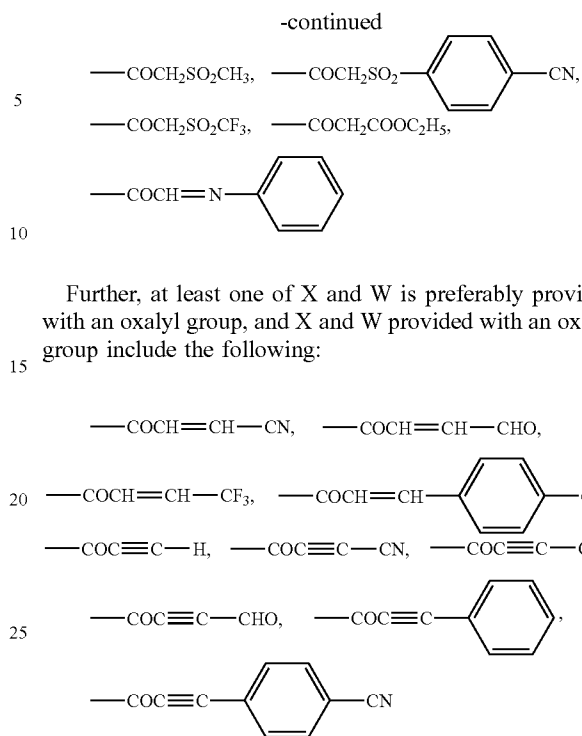 -continued
—COCH2SO2CH3, —COCH2SO2— —CN,
5
—COCH2SO2CF3, —COCH2COOC2H5,
—COCH=N—
10
Further, at least one of X and W is preferably
with an oxalyl group, and X and W provided with an
group include the following:
15
—COCH=CH—CN, —COCH=CH—CHO,
20 —COCH=CH—CF3, —COCH=CH—
—COC≡C—H, —COC≡C—CN, —COC≡C—
—COC≡C—CHO, —COC≡C— ,
25
—COC≡C— —CN